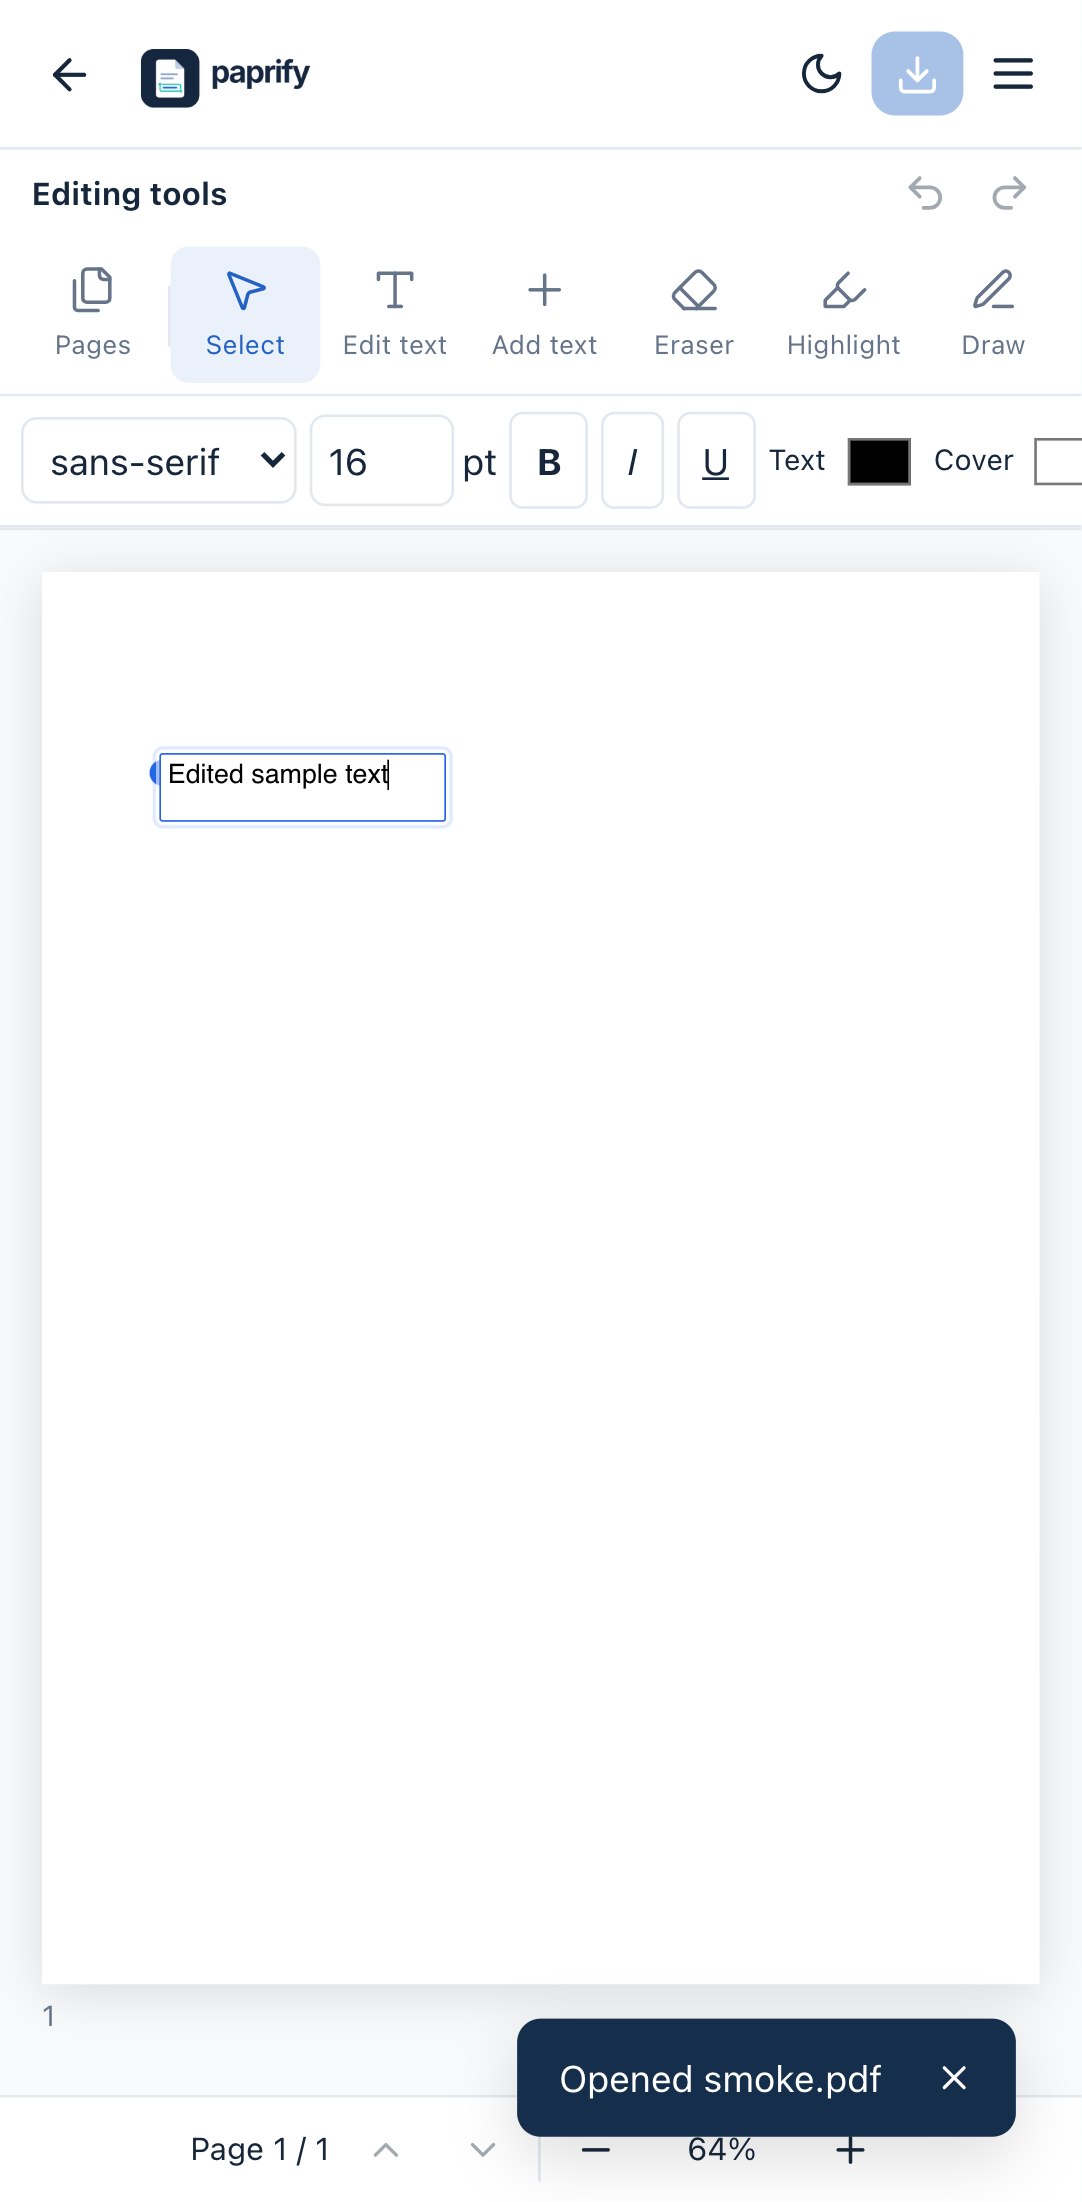 paprify
Editing tools
Pages Select Edit text Add text Eraser Highlight Draw
sans-serif 16 pt B I U Text Cover
Edited sample text
1
Opened smoke.pdf
Page 1 / 1 64%